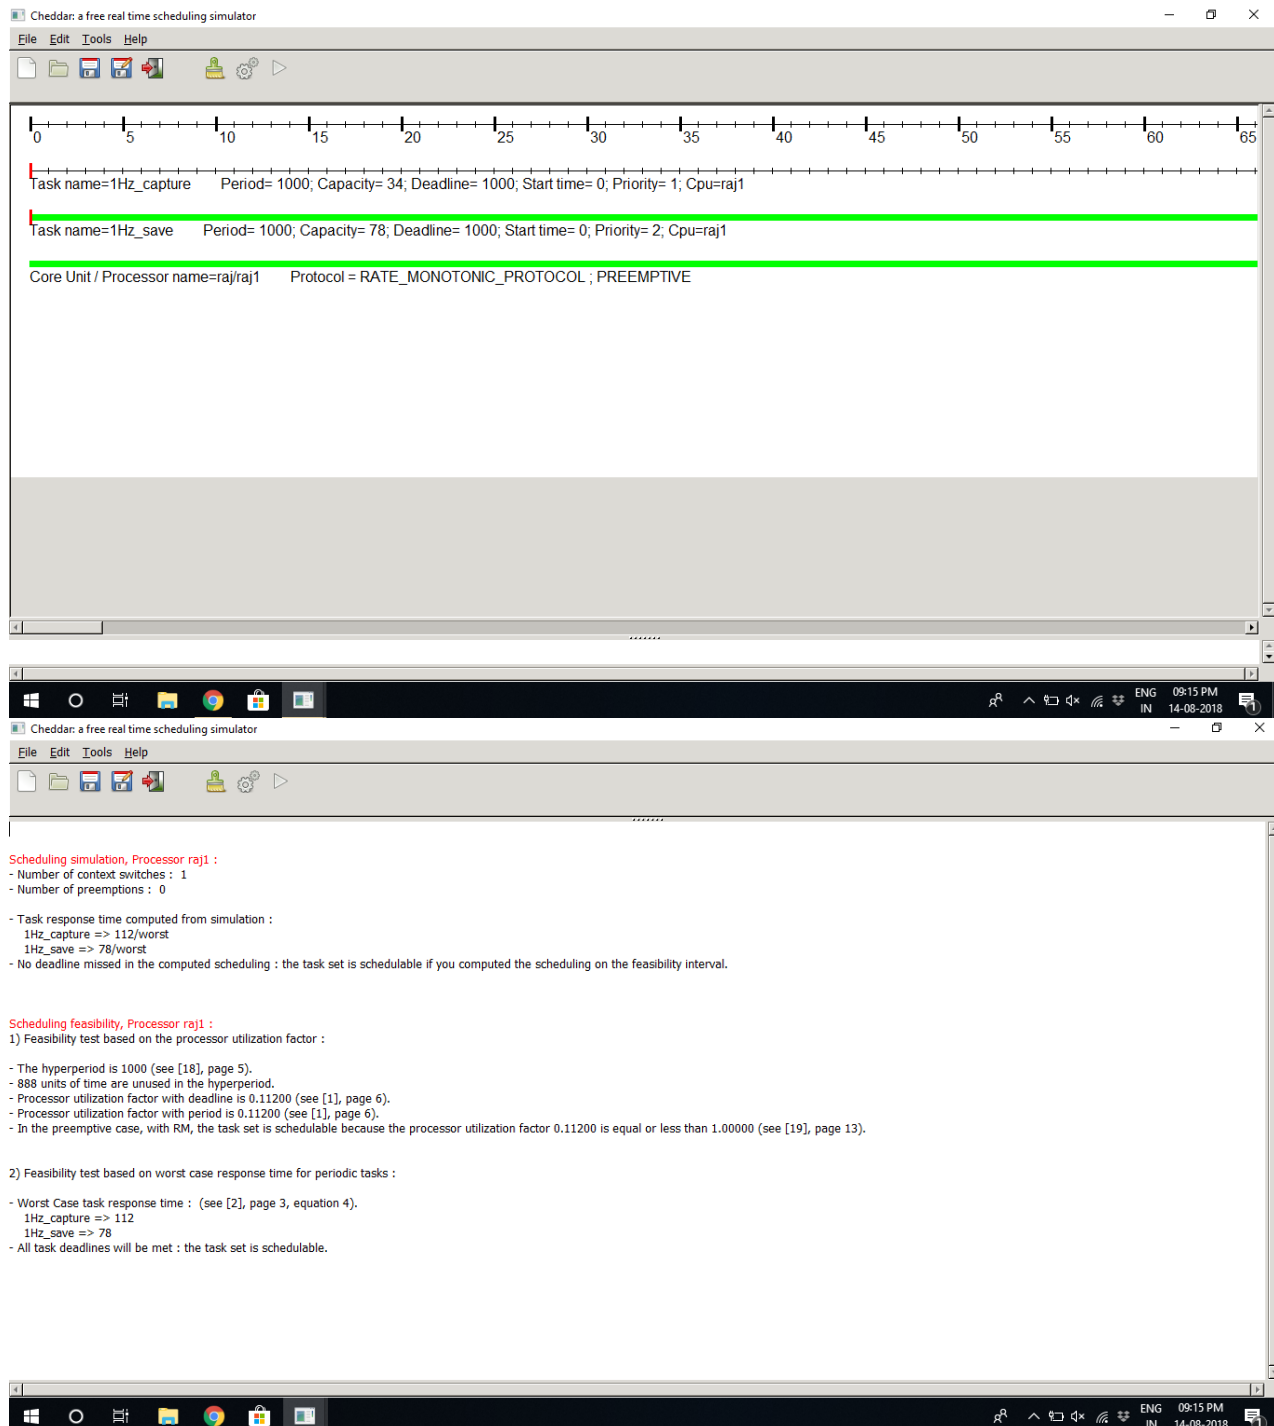 Cheddar: a free real time scheduling simulator
File Edit Tools Help
0 5 10 15 20 25 30 35 40 45 50 55 60 65
Task name=1Hz_capture Period= 1000; Capacity= 34; Deadline= 1000; Start time= 0; Priority= 1; Cpu=raj1
Task name=1Hz_save Period= 1000; Capacity= 78; Deadline= 1000; Start time= 0; Priority= 2; Cpu=raj1
Core Unit / Processor name=raj/raj1 Protocol = RATE_MONOTONIC_PROTOCOL ; PREEMPTIVE
ENG 09:15 PM
IN 14-08-2018
1
Cheddar: a free real time scheduling simulator
File Edit Tools Help
Scheduling simulation, Processor raj1 :
- Number of context switches : 1
- Number of preemptions : 0
- Task response time computed from simulation :
1Hz_capture => 112/worst
1Hz_save => 78/worst
- No deadline missed in the computed scheduling : the task set is schedulable if you computed the scheduling on the feasibility interval.
Scheduling feasibility, Processor raj1 :
1) Feasibility test based on the processor utilization factor :
- The hyperperiod is 1000 (see [18], page 5).
- 888 units of time are unused in the hyperperiod.
- Processor utilization factor with deadline is 0.11200 (see [1], page 6).
- Processor utilization factor with period is 0.11200 (see [1], page 6).
- In the preemptive case, with RM, the task set is schedulable because the processor utilization factor 0.11200 is equal or less than 1.00000 (see [19], page 13).
2) Feasibility test based on worst case response time for periodic tasks :
- Worst Case task response time : (see [2], page 3, equation 4).
1Hz_capture => 112
1Hz_save => 78
- All task deadlines will be met : the task set is schedulable.
ENG 09:15 PM
IN 14-08-2018
1